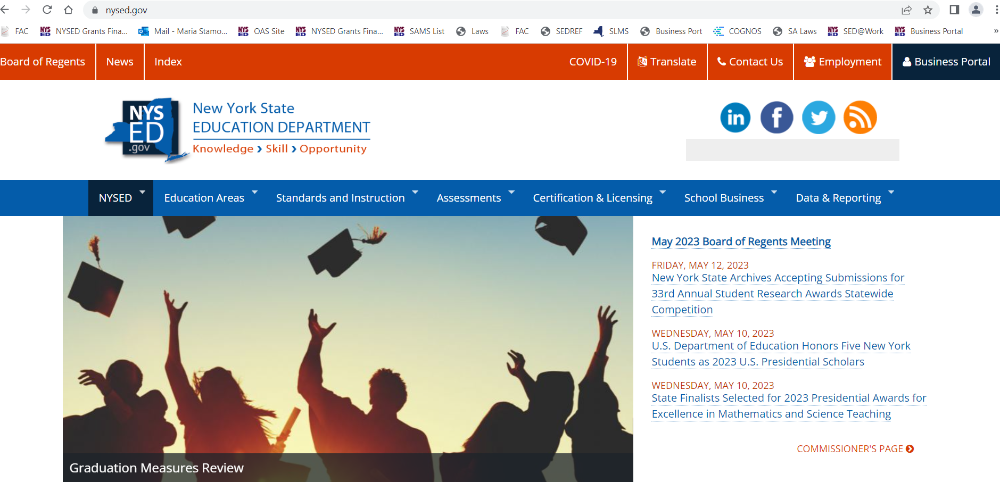 nysed.gov
FAC NYSED Grants Fina... Mail - Maria Stamo... OAS Site NYSED Grants Fina... SAMS List Laws FAC SEDREF SLMS Business Port COGNOS SA Laws SED@Work Business Portal »
Board of Regents News Index COVID-19 Translate Contact Us Employment Business Portal
NYS
ED
.gov
New York State
EDUCATION DEPARTMENT
Knowledge › Skill › Opportunity
NYSED Education Areas Standards and Instruction Assessments Certification & Licensing School Business Data & Reporting
May 2023 Board of Regents Meeting
FRIDAY, MAY 12, 2023
New York State Archives Accepting Submissions for
33rd Annual Student Research Awards Statewide
Competition
WEDNESDAY, MAY 10, 2023
U.S. Department of Education Honors Five New York
Students as 2023 U.S. Presidential Scholars
WEDNESDAY, MAY 10, 2023
State Finalists Selected for 2023 Presidential Awards for
Excellence in Mathematics and Science Teaching
COMMISSIONER'S PAGE
Graduation Measures Review